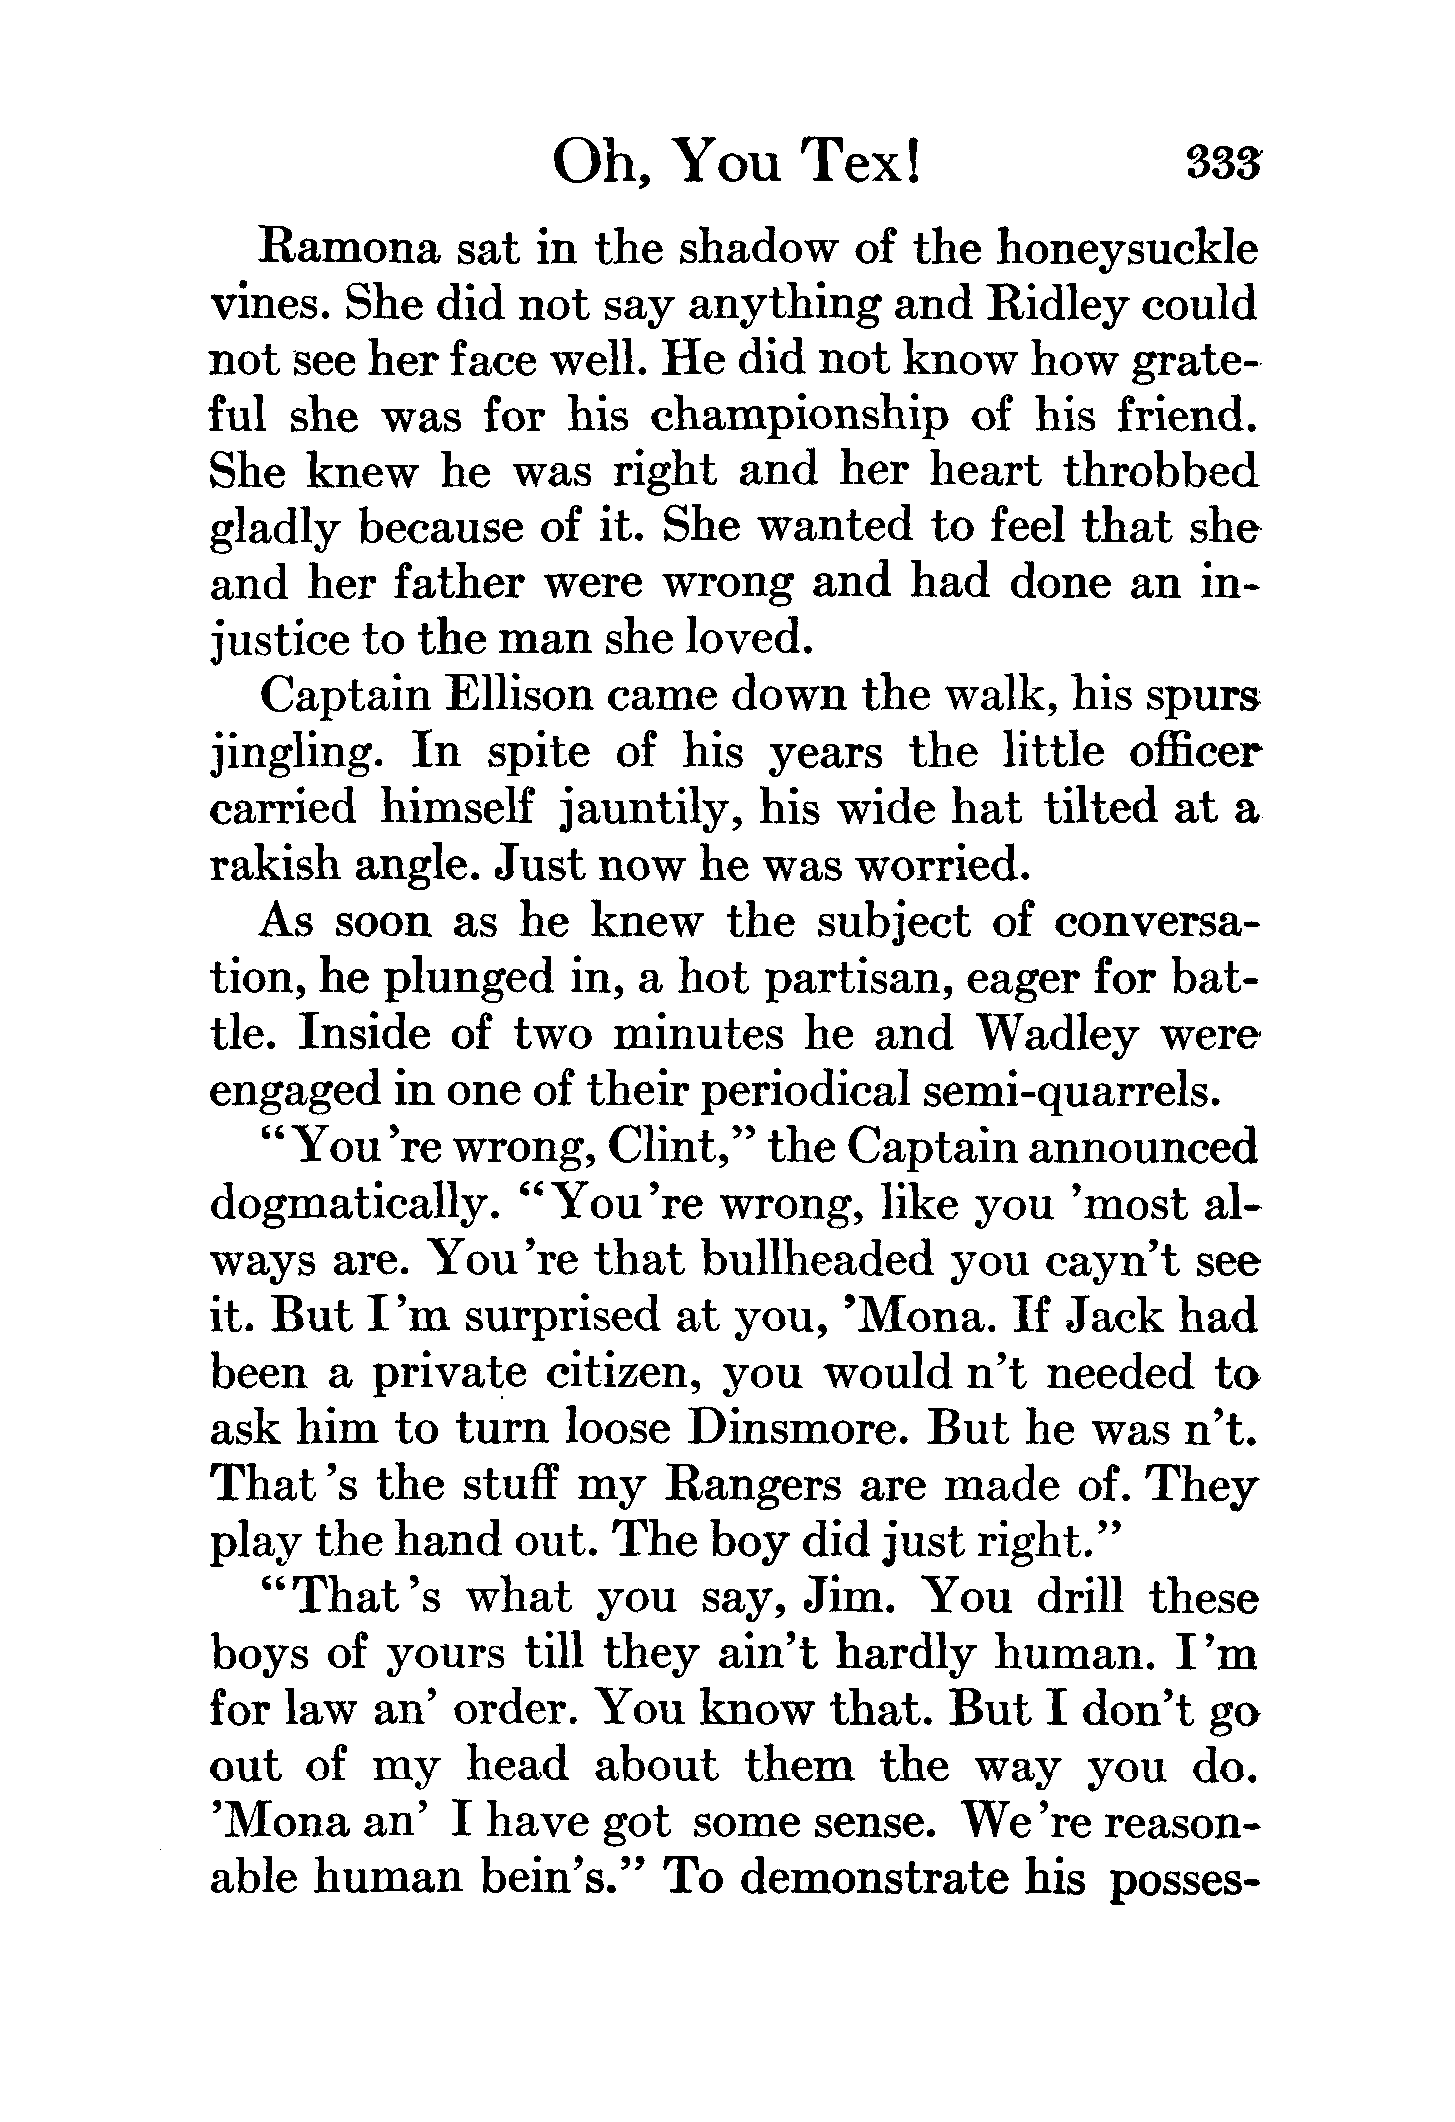 Oh, You Tex! 333
Ramona sat in the shadow of the honeysuckle
vines. She did not say anything and Ridley could
not see her face well. He did not know how grate-
ful she was for his championship of his friend.
She knew he was right and her heart throbbed
gladly because of it. She wanted to feel that she
and her father were wrong and had done an in-
justice to the man she loved.
Captain Ellison came down the walk, his spurs
jingling. In spite of his years the little officer
carried himself jauntily, his wide hat tilted at a
rakish angle. Just now he was worried.
As soon as he knew the subject of conversa-
tion, he plunged in, a hot partisan, eager for bat-
tle. Inside of two minutes he and Wadley were
engaged in one of their periodical semi-quarrels.
“You 're wrong, Clint,” the Captain announced
dogmatically. “You 're wrong, like you 'most al-
ways are. You 're that bullheaded you cayn't see
it. But I 'm surprised at you, 'Mona. If Jack had
been a private citizen, you would n't needed to
ask him to turn loose Dinsmore. But he was n't.
That 's the stuff my Rangers are made of. They
play the hand out. The boy did just right.”
“That 's what you say, Jim. You drill these
boys of yours till they ain't hardly human. I 'm
for law an' order. You know that. But I don't go
out of my head about them the way you do.
'Mona an' I have got some sense. We 're reason-
able human bein's.” To demonstrate his posses-